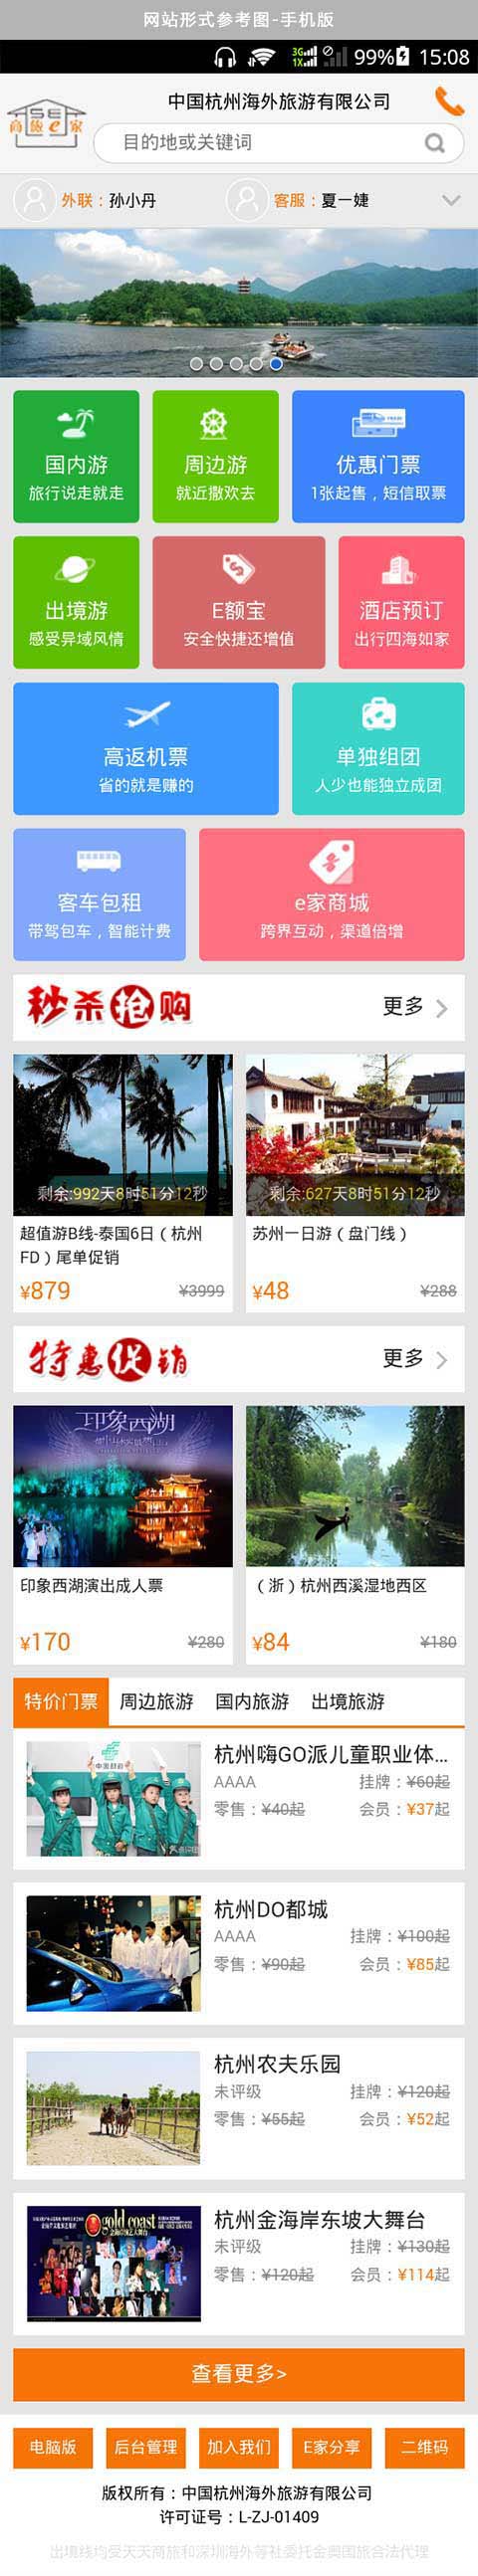 网站形式参考图-手机版
3G 1X 99% 15:08
中国杭州海外旅游有限公司
商旅e家
目的地或关键词
外联：孙小丹 客服：夏一婕
国内游 周边游 优惠门票
旅行说走就走 就近撒欢去 1张起售，短信取票
出境游 E额宝 酒店预订
感受异域风情 安全快捷还增值 出行四海如家
高返机票 单独组团
省的就是赚的 人少也能独立成团
客车包租 e家商城
带驾包车，智能计费 跨界互动，渠道倍增
秒杀抢购 更多
剩余:992天8时51分12秒 剩余:627天8时51分12秒
超值游B线-泰国6日（杭州 苏州一日游（盘门线）
FD）尾单促销
¥879 ¥3999 ¥48 ¥288
特惠促销 更多
印象西湖
印象西湖演出成人票 （浙）杭州西溪湿地西区
¥170 ¥280 ¥84 ¥180
特价门票 周边旅游 国内旅游 出境旅游
杭州嗨GO派儿童职业体...
AAAA 挂牌：¥60起
零售：¥40起 会员：¥37起
杭州DO都城
AAAA 挂牌：¥100起
零售：¥90起 会员：¥85起
杭州农夫乐园
未评级 挂牌：¥120起
零售：¥55起 会员：¥52起
gold coast
杭州金海岸东坡大舞台
未评级 挂牌：¥130起
零售：¥120起 会员：¥114起
查看更多>
电脑版 后台管理 加入我们 E家分享 二维码
版权所有：中国杭州海外旅游有限公司
许可证号：L-ZJ-01409
出境线均受天天商旅和深圳海外等社委托金奥国旅合法代理